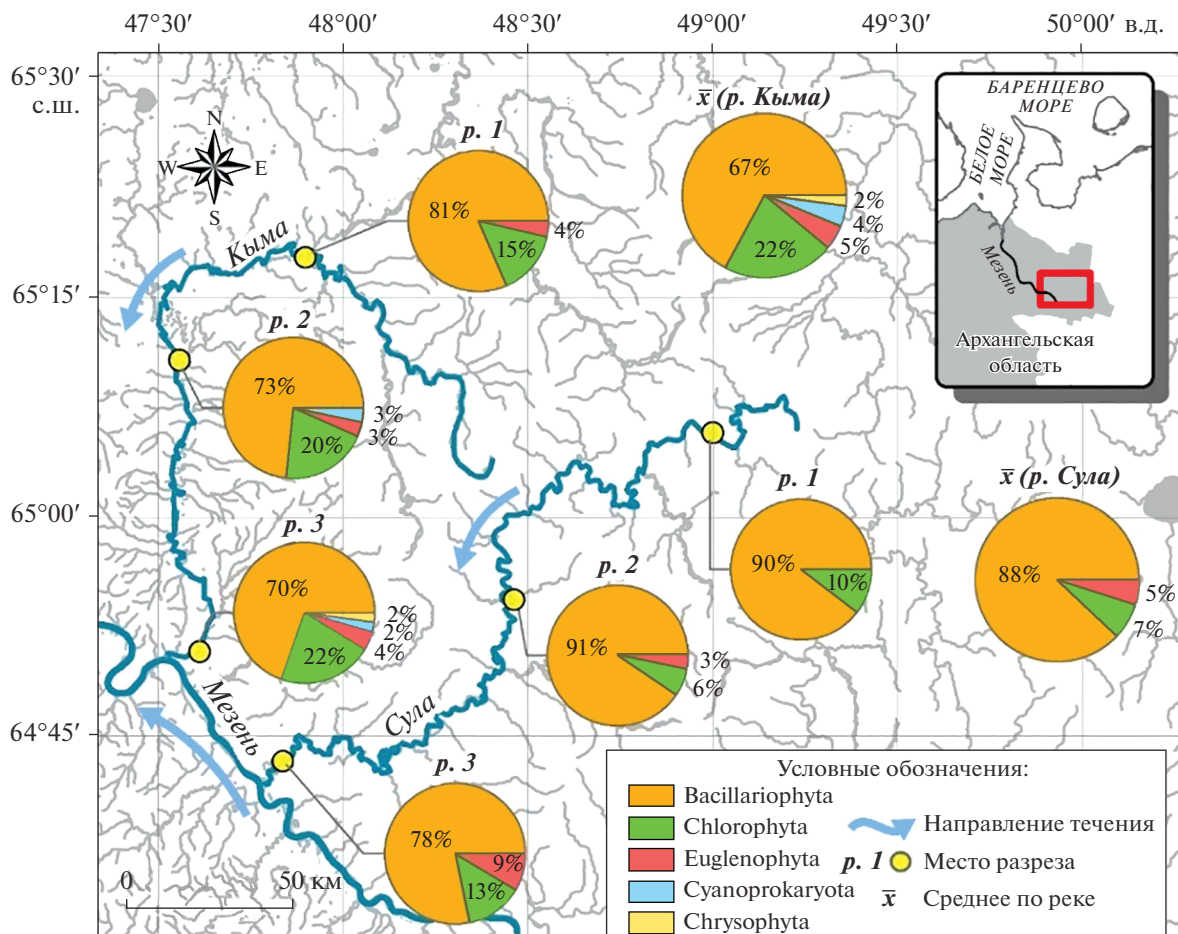 47°30′ 48°00′ 48°30′ 49°00′ 49°30′ 50°00′ в.д.
65°30′
с.ш.
65°15′
65°00′
64°45′
N
W E
S
БАРЕНЦЕВО
МОРЕ
БЕЛОЕ
МОРЕ
Мезень
Архангельская
область
x̅ (р. Кыма)
67%
2%
4%
5%
22%
р. 1
81%
4%
15%
Кыма
р. 2
73%
3%
3%
20%
р. 3
70%
2%
2%
4%
22%
р. 1
90%
10%
x̅ (р. Сула)
88%
5%
7%
р. 2
91%
3%
6%
Мезень
Сула
р. 3
78%
9%
13%
0 50 км
Условные обозначения:
Bacillariophyta
Chlorophyta
Euglenophyta
Cyanoprokaryota
Chrysophyta
Направление течения
р. 1 Место разреза
x̅ Среднее по реке